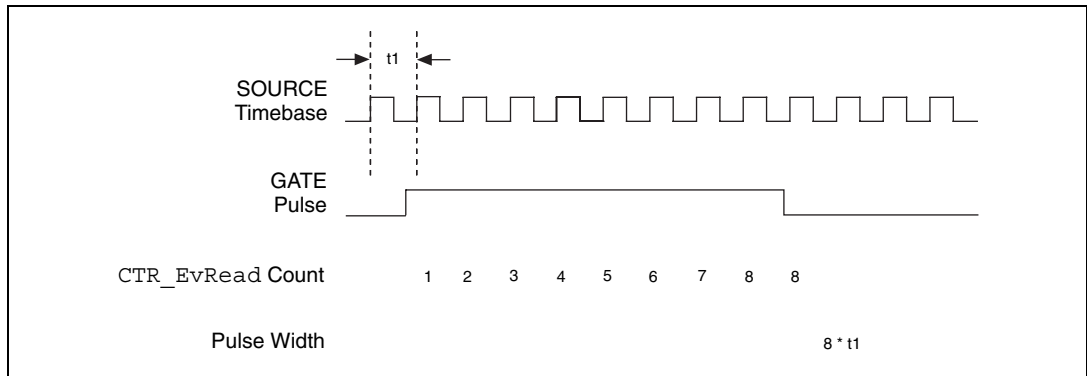 t1
SOURCE
Timebase
GATE
Pulse
CTR_EvRead Count 1 2 3 4 5 6 7 8 8
Pulse Width 8 * t1